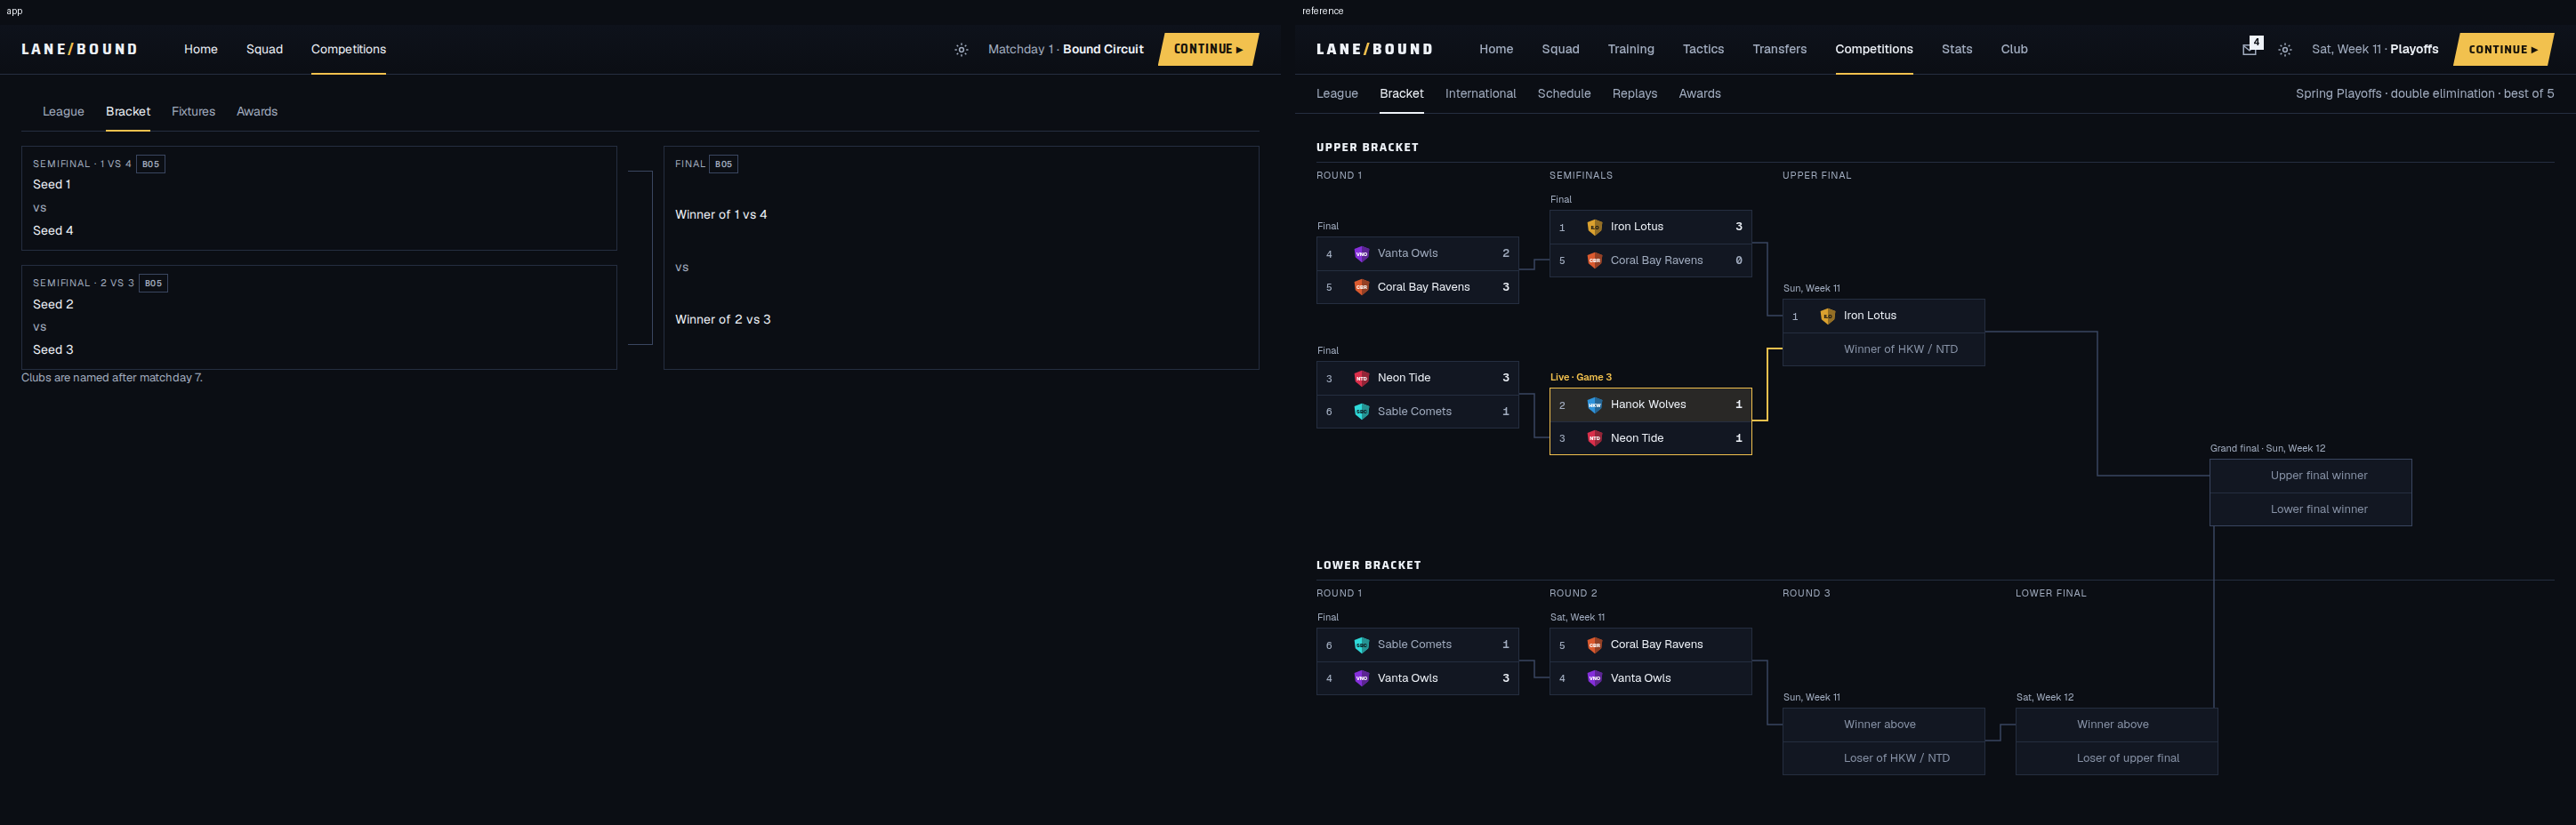 app
LANE/BOUND Home Squad Competitions Matchday 1 · Bound Circuit CONTINUE ▸
League Bracket Fixtures Awards
SEMIFINAL · 1 VS 4 BO5
Seed 1
VS
Seed 4
SEMIFINAL · 2 VS 3 BO5
Seed 2
VS
Seed 3
FINAL BO5
Winner of 1 vs 4
VS
Winner of 2 vs 3
Clubs are named after matchday 7.
reference
LANE/BOUND Home Squad Training Tactics Transfers Competitions Stats Club 4 Sat, Week 11 · Playoffs CONTINUE ▸
League Bracket International Schedule Replays Awards Spring Playoffs · double elimination · best of 5
UPPER BRACKET
ROUND 1 SEMIFINALS UPPER FINAL
Final
4 VNO Vanta Owls 2
5 CBR Coral Bay Ravens 3
Final
3 NTD Neon Tide 3
6 Sable Comets 1
Final
1 Iron Lotus 3
5 CBR Coral Bay Ravens 0
Live · Game 3
2 HKW Hanok Wolves 1
3 NTD Neon Tide 1
Sun, Week 11
1 Iron Lotus
Winner of HKW / NTD
Grand final · Sun, Week 12
Upper final winner
Lower final winner
LOWER BRACKET
ROUND 1 ROUND 2 ROUND 3 LOWER FINAL
Final
6 Sable Comets 1
4 VNO Vanta Owls 3
Sat, Week 11
5 CBR Coral Bay Ravens
4 VNO Vanta Owls
Sun, Week 11
Winner above
Loser of HKW / NTD
Sat, Week 12
Winner above
Loser of upper final